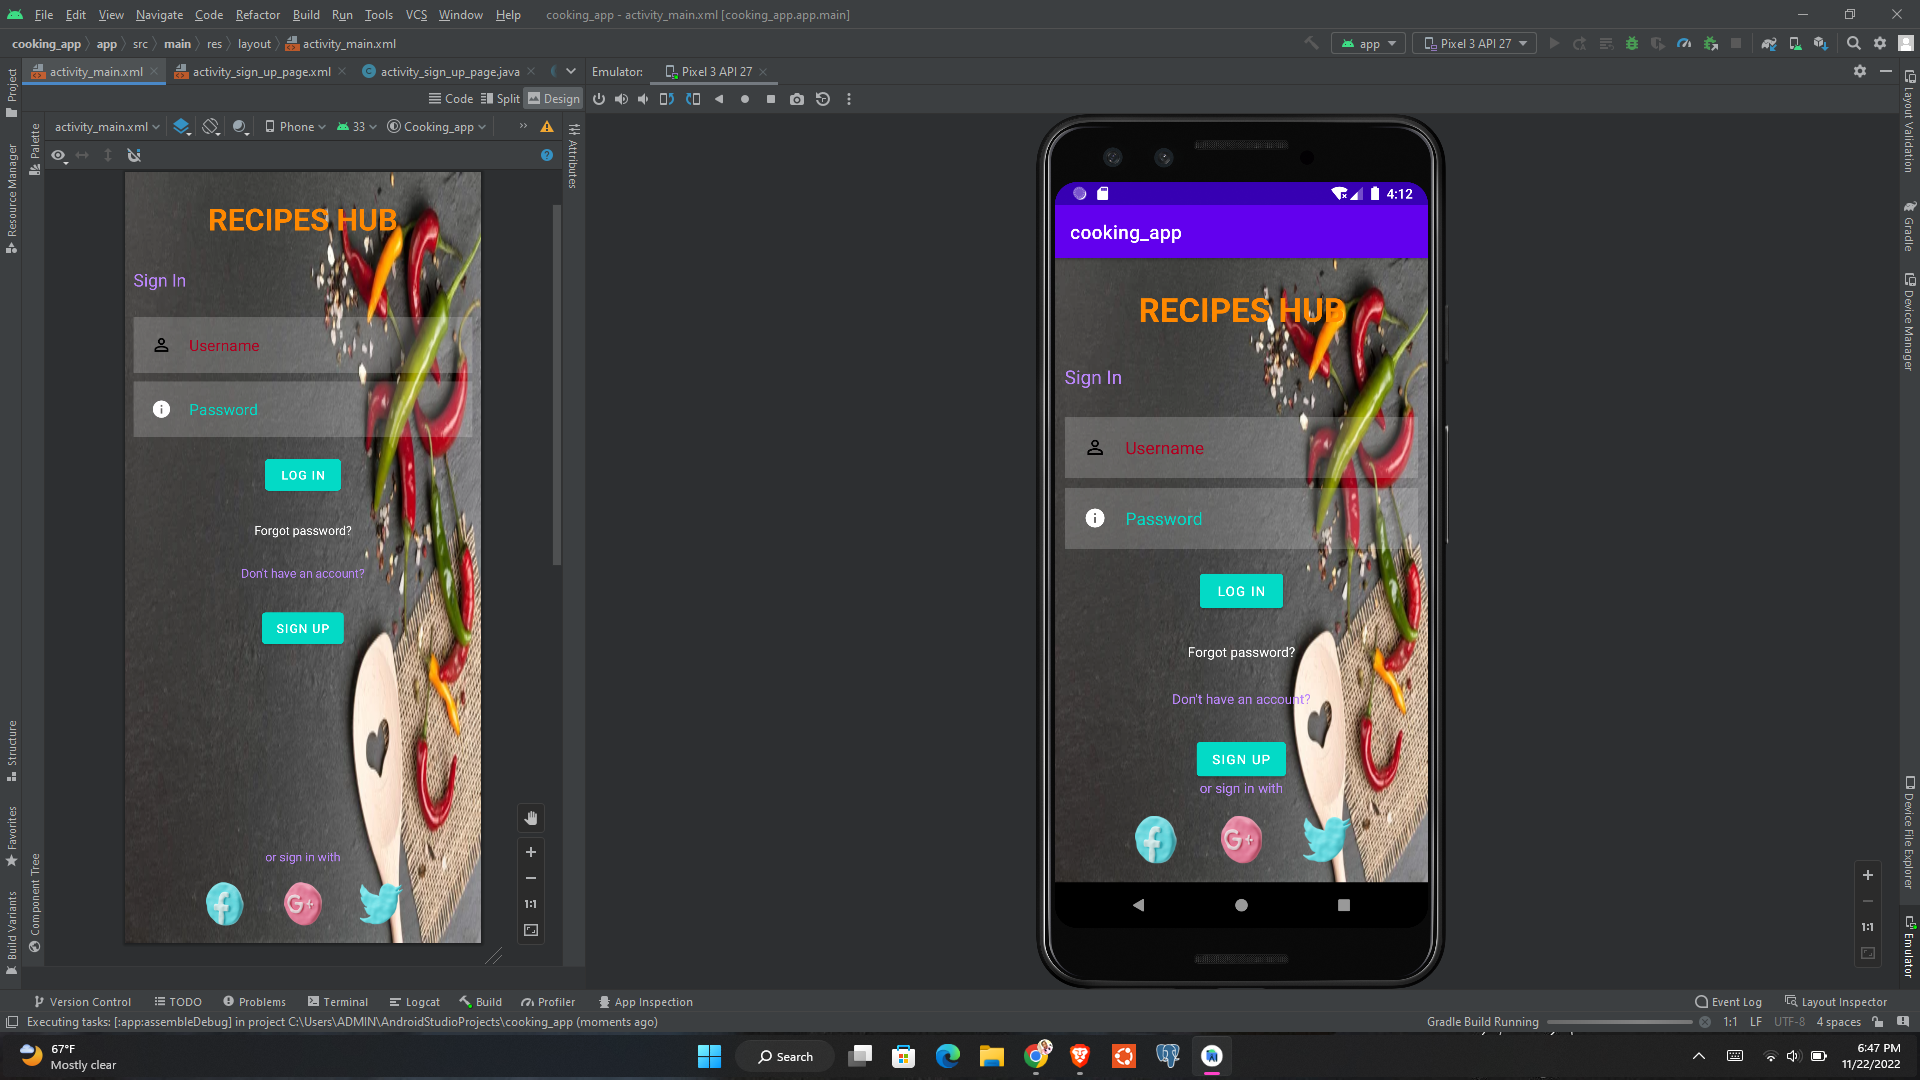 File Edit View Navigate Code Refactor Build Run Tools VCS Window Help cooking_app - activity_main.xml [cooking_app.app.main]
cooking_app app src main res layout activity_main.xml app Pixel 3 API 27
activity_main.xml activity_sign_up_page.xml activity_sign_up_page.java Emulator: Pixel 3 API 27
Code Split Design
activity_main.xml Phone 33 Cooking_app
Project
Resource Manager
Structure
Favorites
Build Variants
Palette
Component Tree
Attributes
RECIPES HUB
Sign In
Username
Password
LOG IN
Forgot password?
Don't have an account?
SIGN UP
or sign in with
f G+
1:1
4:12
cooking_app
RECIPES HUB
Sign In
Username
Password
LOG IN
Forgot password?
Don't have an account?
SIGN UP
or sign in with
f G+
1:1
Layout Validation
Gradle
Device Manager
Device File Explorer
Emulator
Version Control TODO Problems Terminal Logcat Build Profiler App Inspection Event Log Layout Inspector
Executing tasks: [:app:assembleDebug] in project C:\Users\ADMIN\AndroidStudioProjects\cooking_app (moments ago) Gradle Build Running 1:1 LF UTF-8 4 spaces
67°F
Mostly clear
Search
6:47 PM
11/22/2022